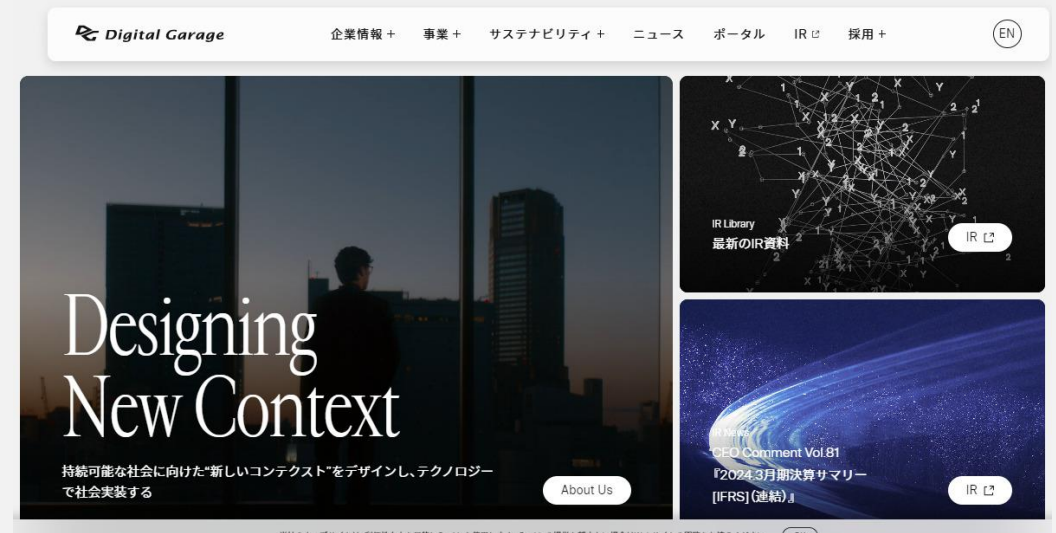 Digital Garage
企業情報 +
事業 +
サステナビリティ +
ニュース
ポータル
IR
採用 +
EN
Designing
New Context
持続可能な社会に向けた“新しいコンテクスト”をデザインし、テクノロジー
で社会実装する
About Us
IR Library
最新のIR資料
IR
IR News
CEO Comment Vol.81
『2024.3月期決算サマリー
[IFRS] (連結)』
IR